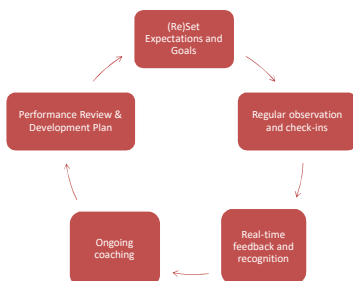 (Re)Set
Expectations and
Goals
Regular observation
and check-ins
Real-time
feedback and
recognition
Ongoing
coaching
Performance Review &
Development Plan